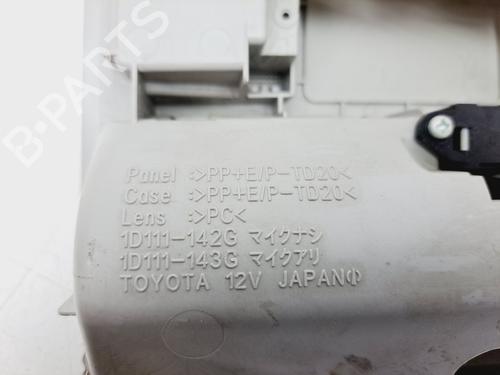 Panel :>PP+E/P-TD20<
Case :>PP+E/P-TD20<
Lens :>PC<
1D111-142G マイクナシ
1D111-143G マイクアリ
TOYOTA 12V JAPAN
B-PARTS